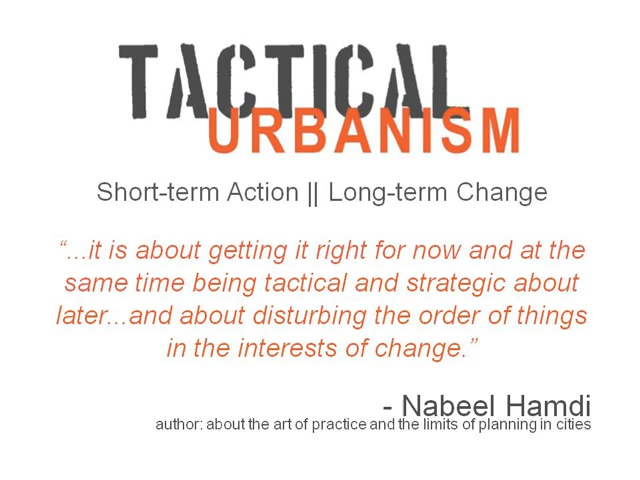 TACTICAL
URBANISM
Short-term Action || Long-term Change
“...it is about getting it right for now and at the
same time being tactical and strategic about
later...and about disturbing the order of things
in the interests of change.”
- Nabeel Hamdi
author: about the art of practice and the limits of planning in cities